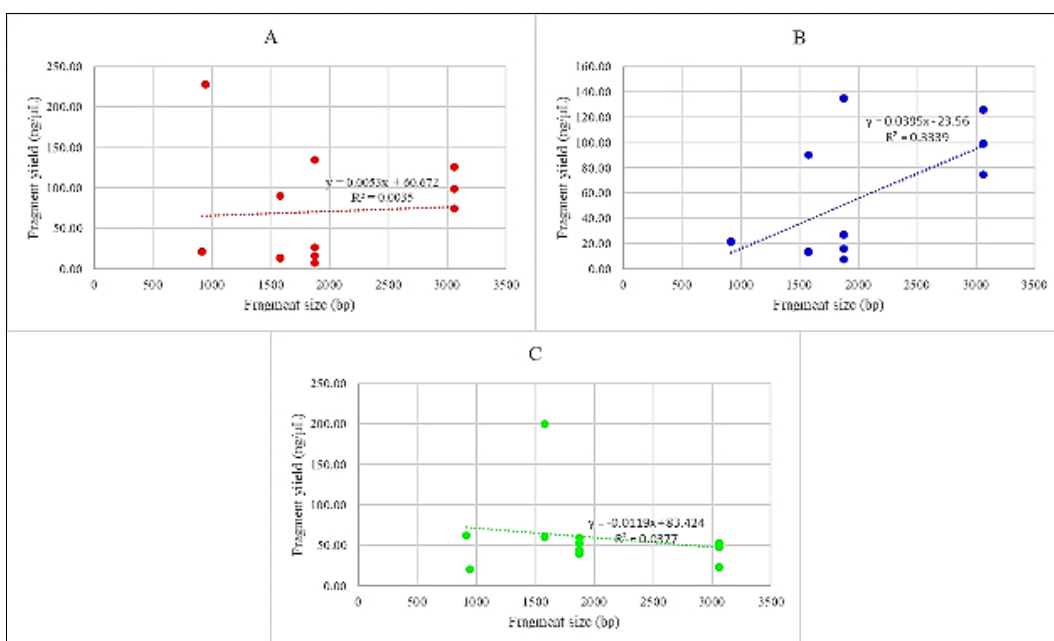 A
250.00
200.00
150.00
100.00
50.00
0.00
0 500 1000 1500 2000 2500 3000 3500
Fragment yiield (ng/µL)
Fragment size (bp)
y = 0.0053x + 60.672
R² = 0.0035
B
160.00
140.00
120.00
100.00
80.00
60.00
40.00
20.00
0.00
0 500 1000 1500 2000 2500 3000 3500
Fragment yiield (ng/µL)
Fragment size (bp)
y = 0.0395x - 23.56
R² = 0.3339
C
250.00
200.00
150.00
100.00
50.00
0.00
0 500 1000 1500 2000 2500 3000 3500
Fragment yiield (ng/µL)
Fragment size (bp)
y = -0.0119x + 83.424
R² = 0.0377